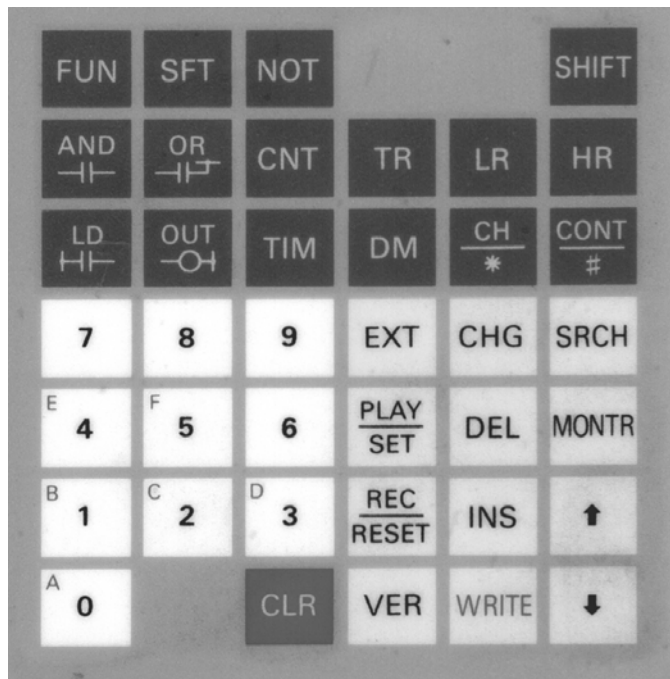 FUN SFT NOT SHIFT
AND OR CNT TR LR HR
LD OUT TIM DM CH * CONT #
7 8 9 EXT CHG SRCH
E 4 F 5 6 PLAY SET DEL MONTR
B 1 C 2 D 3 REC RESET INS ⬆
A 0 CLR VER WRITE ⬇